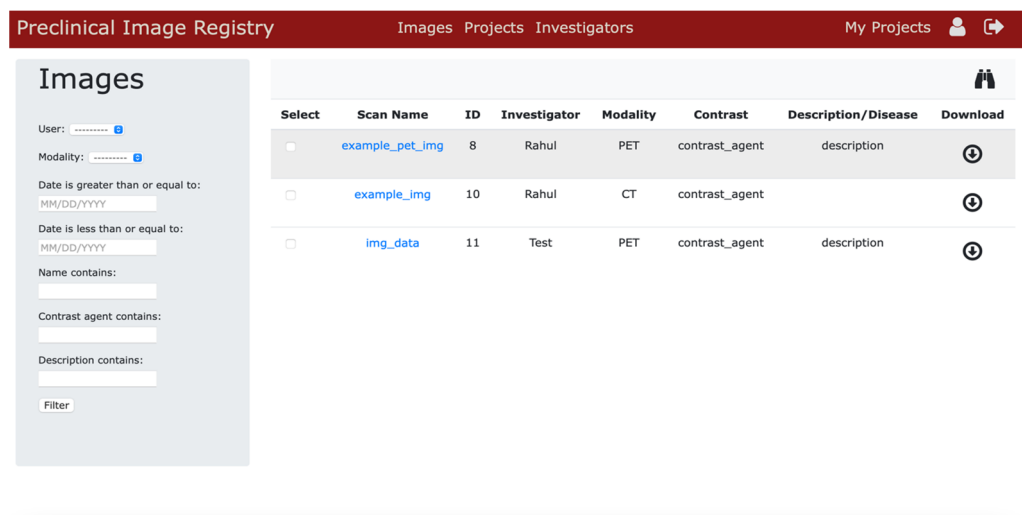 Preclinical Image Registry Images Projects Investigators My Projects
Images
User: ---------
Modality: ---------
Date is greater than or equal to:
MM/DD/YYYY
Date is less than or equal to:
MM/DD/YYYY
Name contains:
Contrast agent contains:
Description contains:
Filter
Select Scan Name ID Investigator Modality Contrast Description/Disease Download
example_pet_img 8 Rahul PET contrast_agent description
example_img 10 Rahul CT contrast_agent
img_data 11 Test PET contrast_agent description